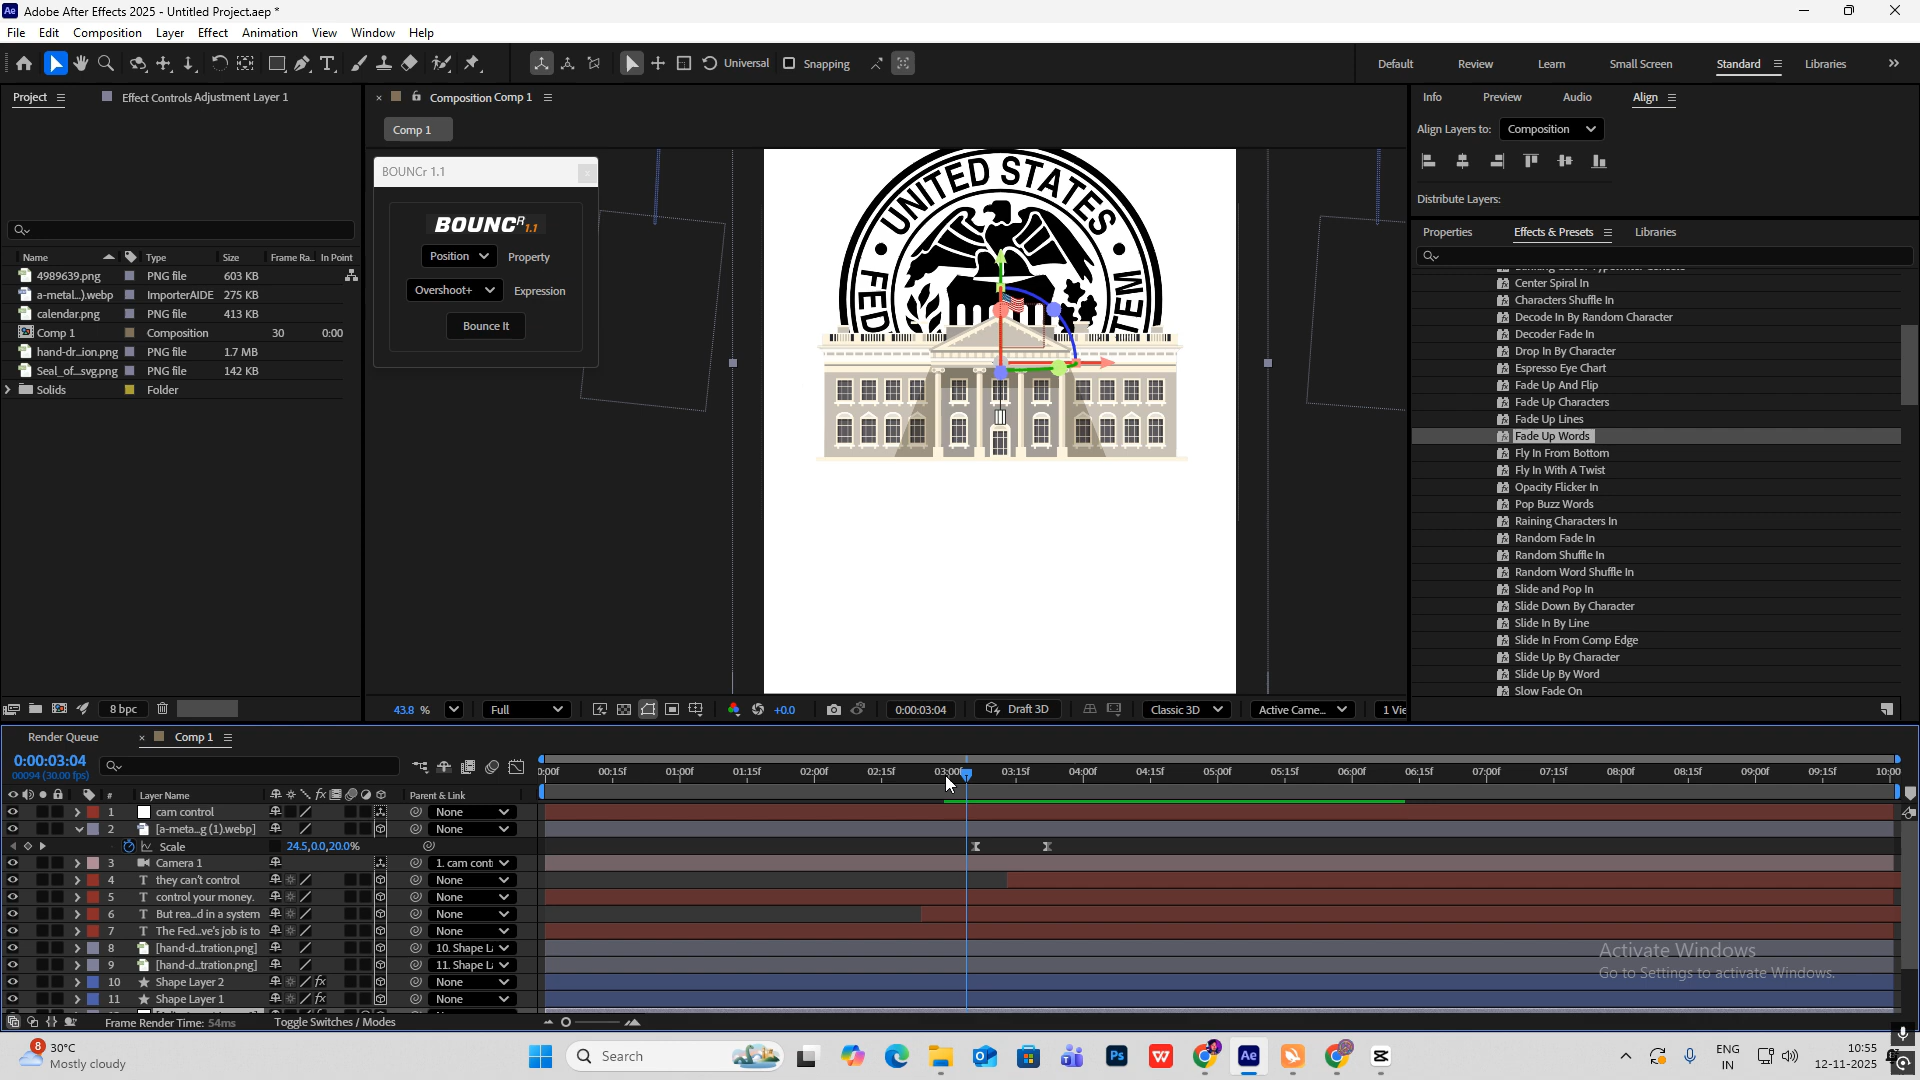 Adobe After Effects 2025 - Untitled Project.aep *
File Edit Composition Layer Effect Animation View Window Help
Universal Snapping Default Review Learn Small Screen Standard Libraries
Project Effect Controls Adjustment Layer 1
Composition Comp 1
Comp 1
BOUNCr 1.1
BOUNCR 1.1
Position Property
Overshoot+ Expression
Bounce It
Name Type Size Frame Ra... In Point
4989639.png PNG file 603 KB
a-metal...).webp ImporterAIDE 275 KB
calendar.png PNG file 413 KB
Comp 1 Composition 30 0:00
hand-dr...ion.png PNG file 1.7 MB
Seal_of...svg.png PNG file 142 KB
Solids Folder
8 bpc
UNITED STATES
FED
TEM
43.8 % Full +0.0 0:00:03:04 Draft 3D Classic 3D Active Came... 1 Vie
Info Preview Audio Align
Align Layers to: Composition
Distribute Layers:
Properties Effects & Presets Libraries
Center Spiral In
Characters Shuffle In
Decode In By Random Character
Decoder Fade In
Drop In By Character
Espresso Eye Chart
Fade Up And Flip
Fade Up Characters
Fade Up Lines
Fade Up Words
Fly In From Bottom
Fly In With A Twist
Opacity Flicker In
Pop Buzz Words
Raining Characters In
Random Fade In
Random Shuffle In
Random Word Shuffle In
Slide and Pop In
Slide Down By Character
Slide In By Line
Slide In From Comp Edge
Slide Up By Character
Slide Up By Word
Slow Fade On
Render Queue Comp 1
0:00:03:04
00094 (30.00 fps)
):00f 00:15f 01:00f 01:15f 02:00f 02:15f 03:00f 03:15f 04:00f 04:15f 05:00f 05:15f 06:00f 06:15f 07:00f 07:15f 08:00f 08:15f 09:00f 09:15f 10:00
# Layer Name Parent & Link
1 cam control None
2 [a-meta...g (1).webp] None
Scale 24.5,0.0,20.0%
3 Camera 1 1. cam cont
4 T they can't control None
5 T control your money. None
6 T But rea...d in a system None
7 T The Fed...ve's job is to None
8 [hand-d...tration.png] 10. Shape L
9 [hand-d...tration.png] 11. Shape L
10 Shape Layer 2 None
11 Shape Layer 1 None
Frame Render Time: 54ms Toggle Switches / Modes
Activate Windows
Go to Settings to activate Windows.
8 30°C
Mostly cloudy
Search
ENG
IN
10:55
12-11-2025